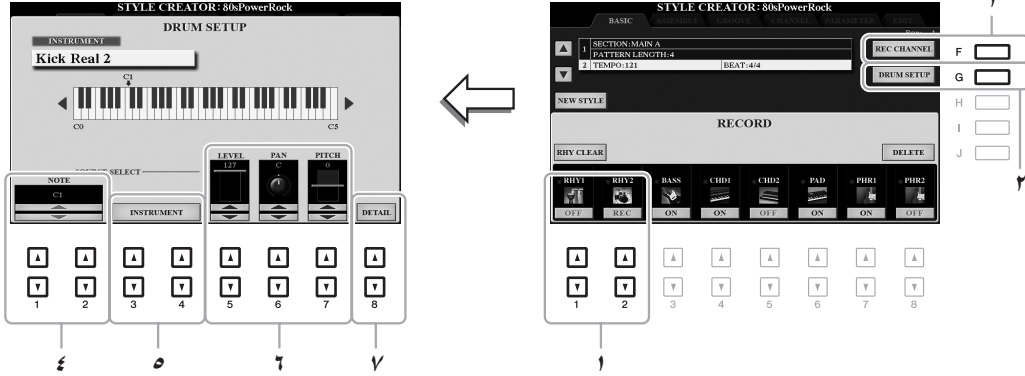 STYLE CREATOR: 80sPowerRock
DRUM SETUP
INSTRUMENT
Kick Real 2
C1
C0 C5
SOURCE SELECT
NOTE
C1
INSTRUMENT
LEVEL PAN PITCH
127 C 0
DETAIL
1 2 3 4 5 6 7 8
٤ ٥ ٦ ٧
STYLE CREATOR: 80sPowerRock
BASIC ASSEMBLY GROOVE CHANNEL PARAMETER EDIT
1 SECTION:MAIN A
PATTERN LENGTH:4
2 TEMPO:121 BEAT:4/4
REC CHANNEL
DRUM SETUP
NEW STYLE
RECORD
RHY CLEAR DELETE
RHY1 RHY2 BASS CHD1 CHD2 PAD PHR1 PHR2
OFF REC ON ON OFF ON ON OFF
F
G
H
I
J
1 2 3 4 5 6 7 8
١
١
٢